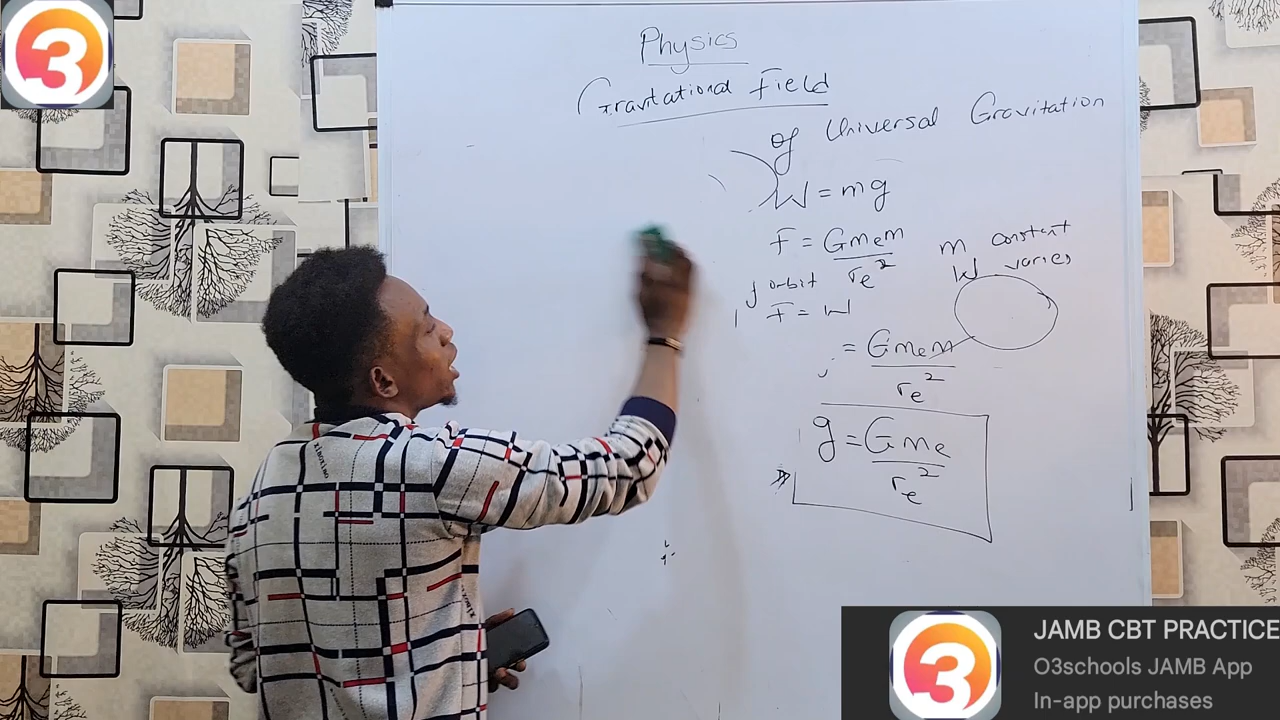 3
Physics
Gravitational Field
of Universal Gravitation
W = mg
F = Gmem
re²
m constant
W varies
orbit
F = W
= Gmem
re²
g = Gme
re²
3
JAMB CBT PRACTICE
O3schools JAMB App
In-app purchases